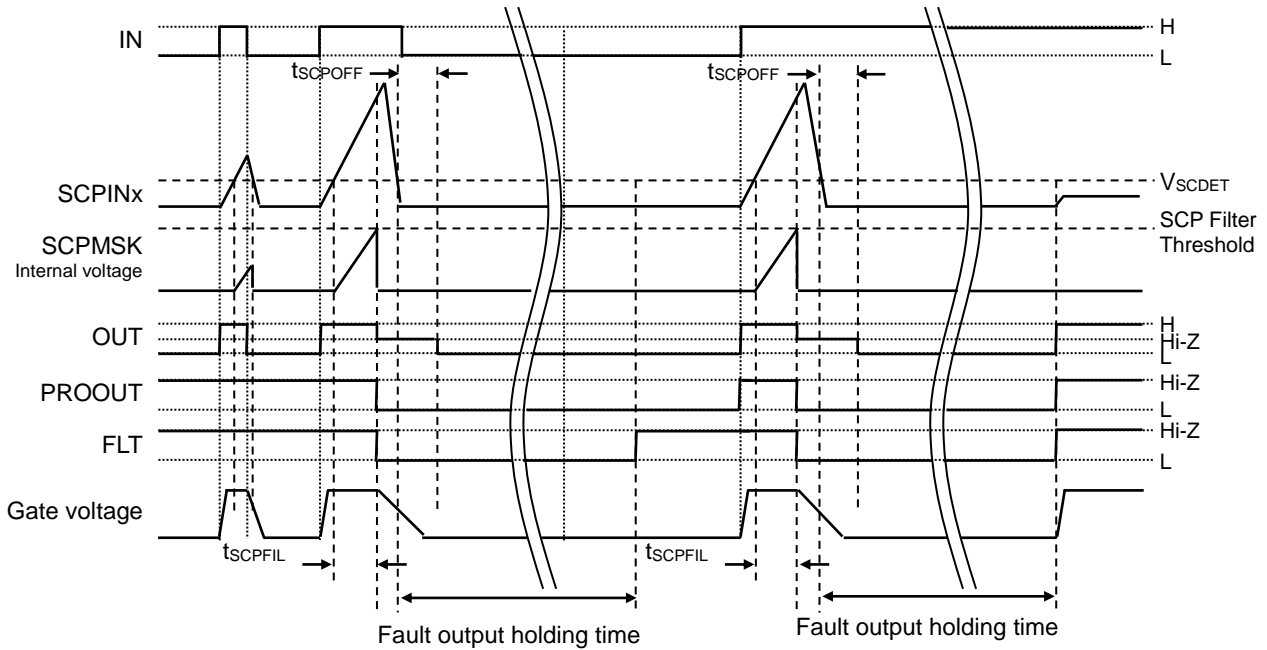 IN
H
L
tSCPOFF
tSCPOFF
SCPINx
VSCDET
SCPMSK
Internal voltage
SCP Filter
Threshold
OUT
H
Hi-Z
L
PROOUT
Hi-Z
L
FLT
Hi-Z
L
Gate voltage
tSCPFIL
tSCPFIL
Fault output holding time
Fault output holding time